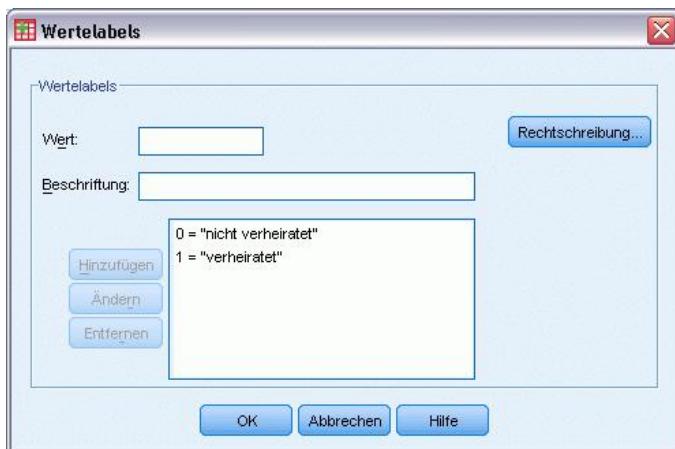 Wertelabels
Wertelabels
Wert:
Rechtschreibung...
Beschriftung:
0 = "nicht verheiratet"
1 = "verheiratet"
Hinzufügen
Ändern
Entfernen
OK Abbrechen Hilfe